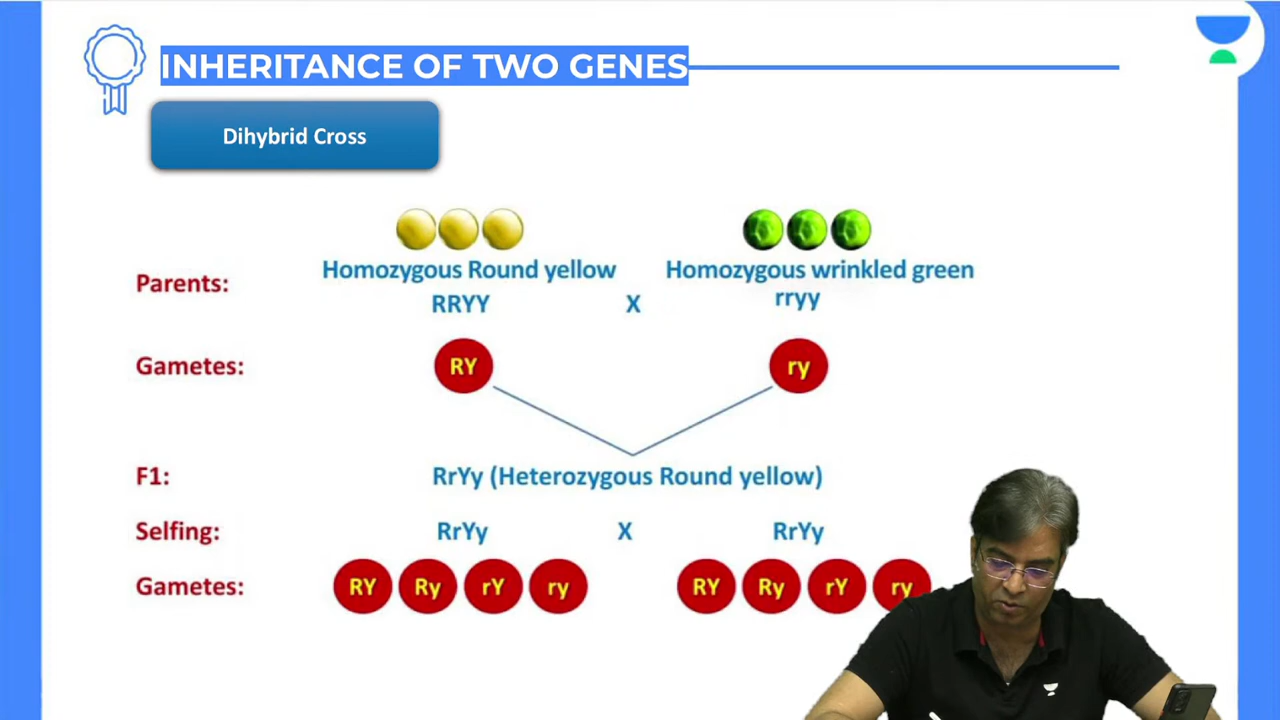 INHERITANCE OF TWO GENES
Dihybrid Cross
Homozygous Round yellow Homozygous wrinkled green
Parents:
RRYY X rryy
Gametes: RY ry
F1: RrYy (Heterozygous Round yellow)
Selfing: RrYy X RrYy
Gametes: RY Ry rY ry RY Ry rY ry